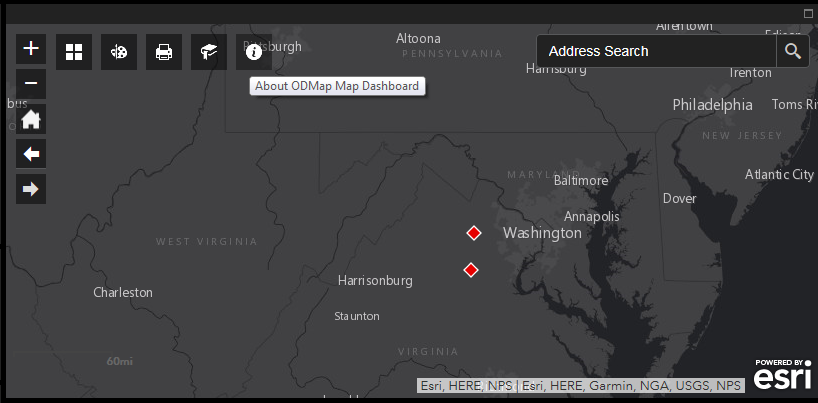 Altoona
Allentown
Edison
Pittsburgh
PENNSYLVANIA
Address Search
Harrisburg
Trenton
About ODMap Map Dashboard
bus
Philadelphia
Toms Ri
NEW JERSEY
MARYLAND
Baltimore
Atlantic City
Dover
Annapolis
Washington
WEST VIRGINIA
Harrisonburg
Charleston
Staunton
VIRGINIA
60mi
POWERED BY
esri
Esri, HERE, NPS | Esri, HERE, Garmin, NGA, USGS, NPS